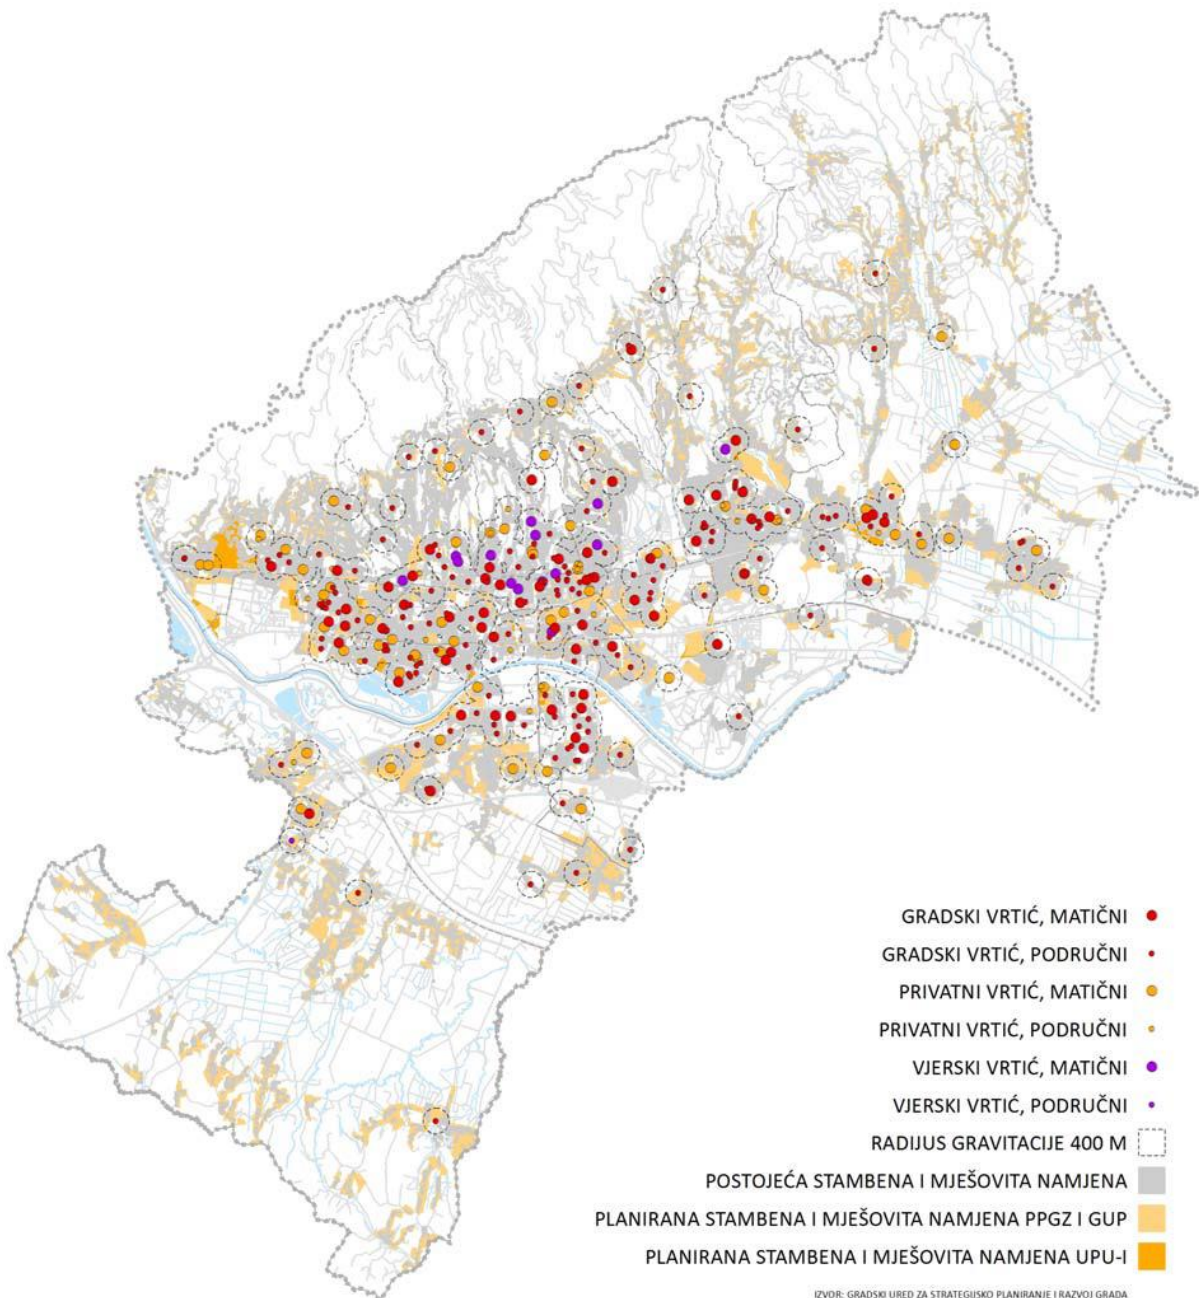 GRADSKI VRTIĆ, MATIČNI
GRADSKI VRTIĆ, PODRUČNI
PRIVATNI VRTIĆ, MATIČNI
PRIVATNI VRTIĆ, PODRUČNI
VJERSKI VRTIĆ, MATIČNI
VJERSKI VRTIĆ, PODRUČNI
RADIJUS GRAVITACIJE 400 M
POSTOJEĆA STAMBENA I MJEŠOVITA NAMJENA
PLANIRANA STAMBENA I MJEŠOVITA NAMJENA PPGZ I GUP
PLANIRANA STAMBENA I MJEŠOVITA NAMJENA UPU-I
IZVOR: GRADSKI URED ZA STRATEGIJSKO PLANIRANJE I RAZVOJ GRADA